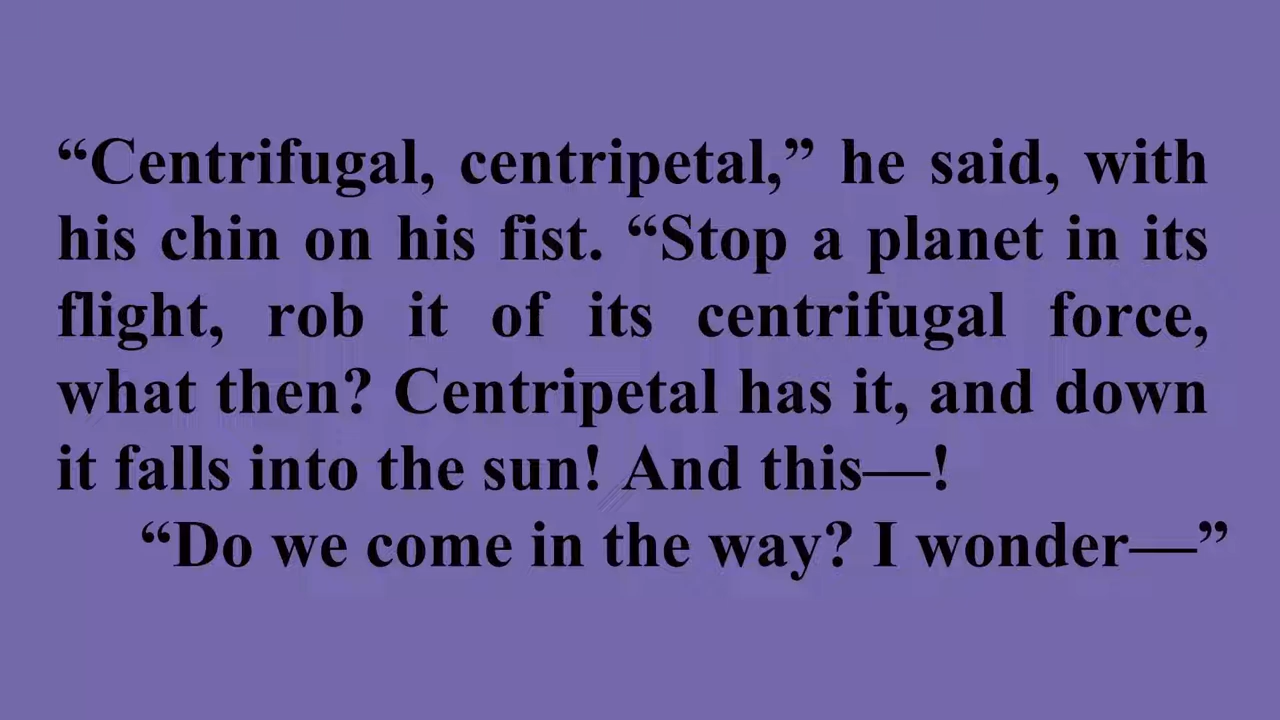 “Centrifugal, centripetal,” he said, with
his chin on his fist. “Stop a planet in its
flight, rob it of its centrifugal force,
what then? Centripetal has it, and down
it falls into the sun! And this—!
“Do we come in the way? I wonder—”